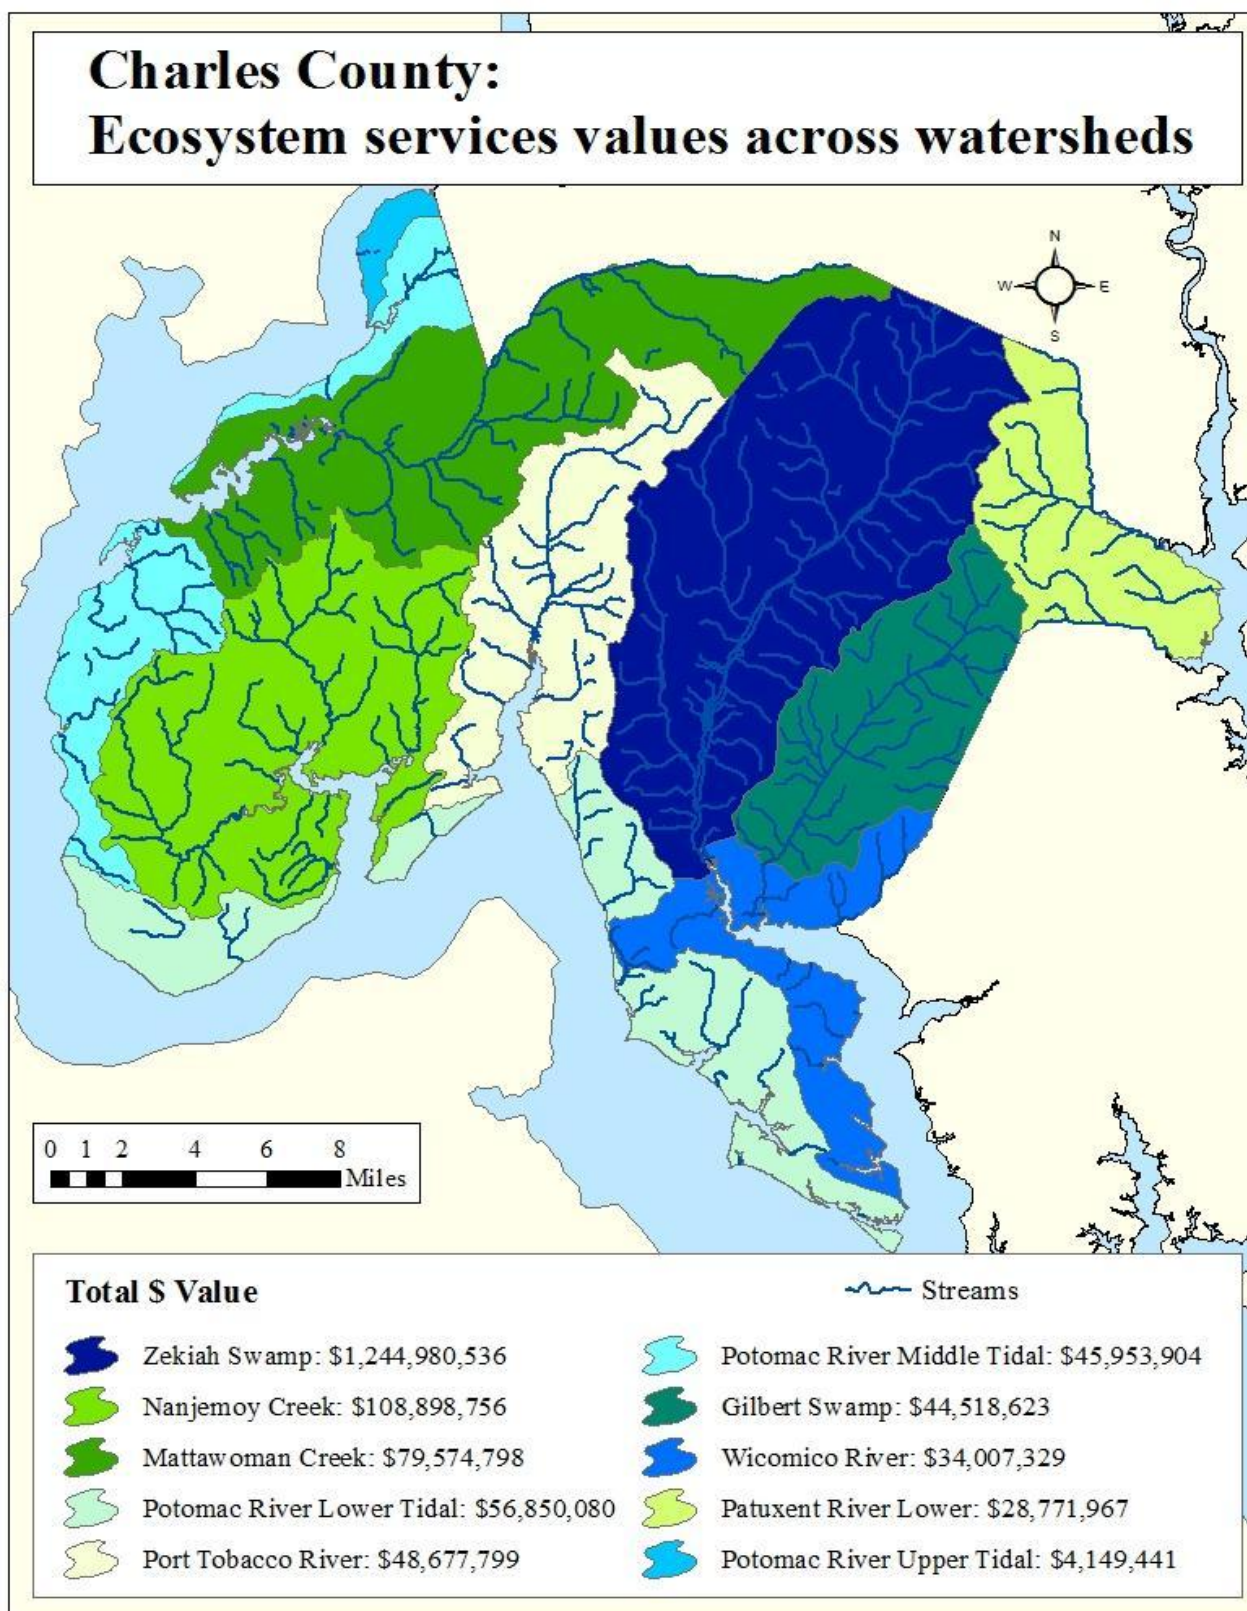 Charles County:
Ecosystem services values across watersheds
N
W E
S
0 1 2 4 6 8
Miles
Total $ Value
Streams
Zekiah Swamp: $1,244,980,536
Nanjemoy Creek: $108,898,756
Mattawoman Creek: $79,574,798
Potomac River Lower Tidal: $56,850,080
Port Tobacco River: $48,677,799
Potomac River Middle Tidal: $45,953,904
Gilbert Swamp: $44,518,623
Wicomico River: $34,007,329
Patuxent River Lower: $28,771,967
Potomac River Upper Tidal: $4,149,441